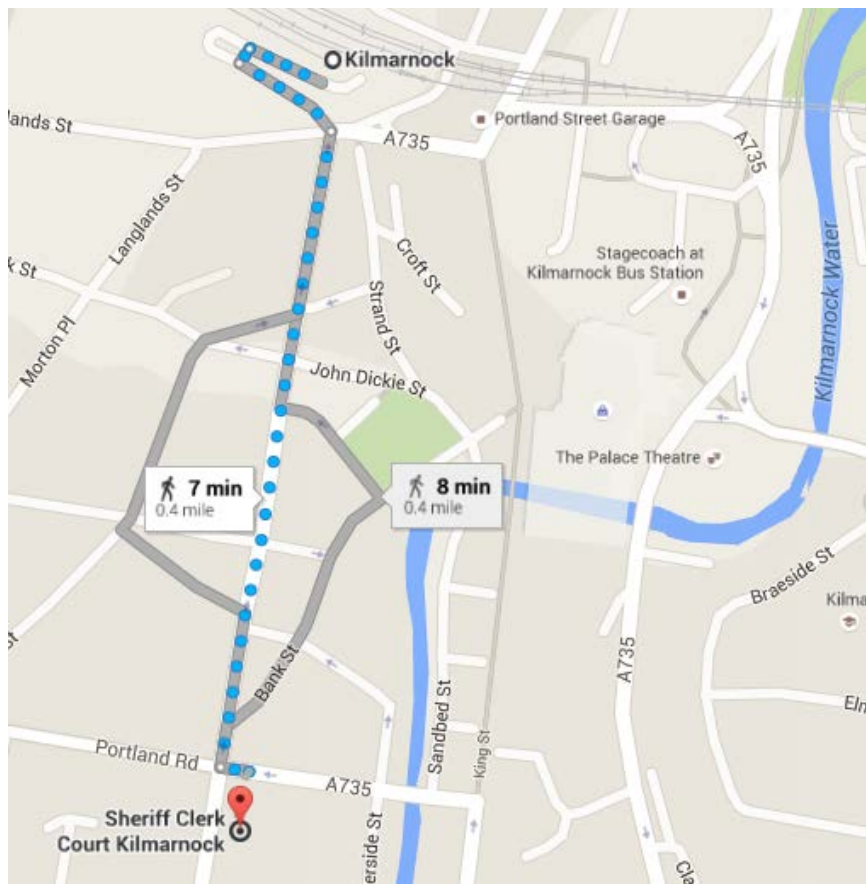 Kilmarnock
Portland Street Garage
lands St
A735
A735
Langlands St
Croft St
Stagecoach at
Kilmarnock Bus Station
Kilmarnock Water
k St
Strand St
Morton Pl
John Dickie St
The Palace Theatre
7 min
0.4 mile
8 min
0.4 mile
Braeside St
Kilma
St
Bank St
A735
Sandbed St
King St
Elm
Portland Rd
A735
Sheriff Clerk
Court Kilmarnock
erside St
Cla